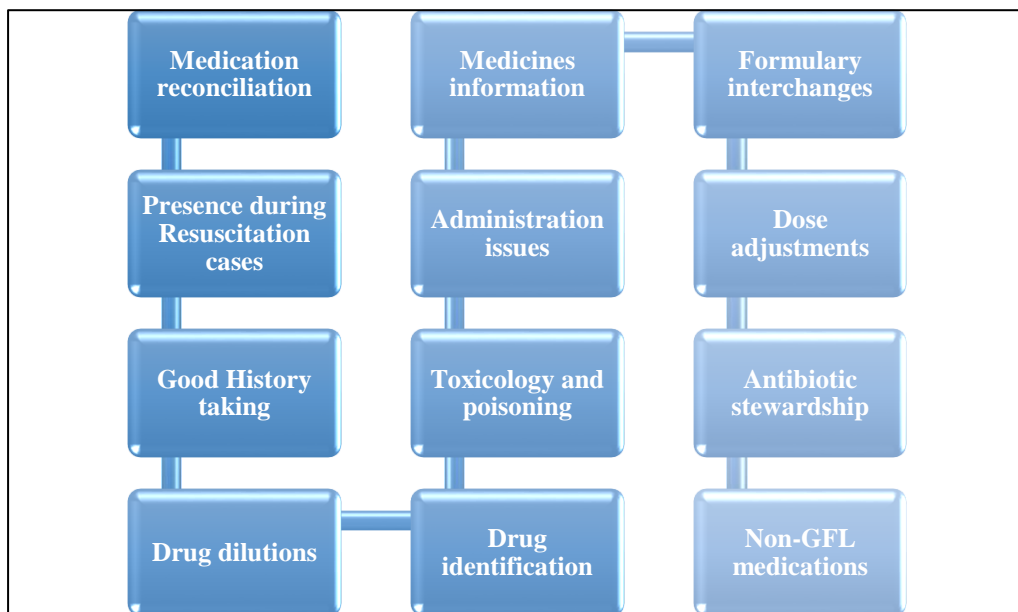 Medication
reconciliation
Presence during
Resuscitation
cases
Good History
taking
Drug dilutions
Drug
identification
Toxicology and
poisoning
Administration
issues
Medicines
information
Formulary
interchanges
Dose
adjustments
Antibiotic
stewardship
Non-GFL
medications